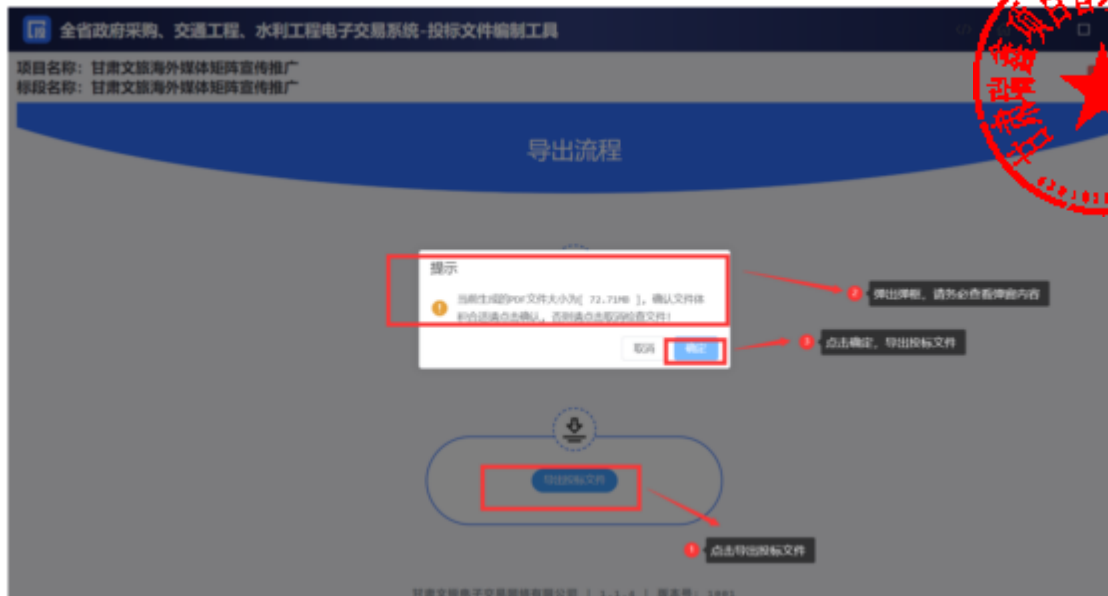 全省政府采购、交通工程、水利工程电子交易系统-投标文件编制工具
项目名称: 甘肃文旅海外媒体矩阵宣传推广
标段名称: 甘肃文旅海外媒体矩阵宣传推广
导出流程
提示
当前生成的PDF文件大小为[ 72.71MB ], 确认文件体
积合适请点击确认, 否则请点击取消检查文件!
取消 确定
2 弹出弹框, 请务必查看弹窗内容
3 点击确定, 导出投标文件
导出投标文件
1 点击导出投标文件